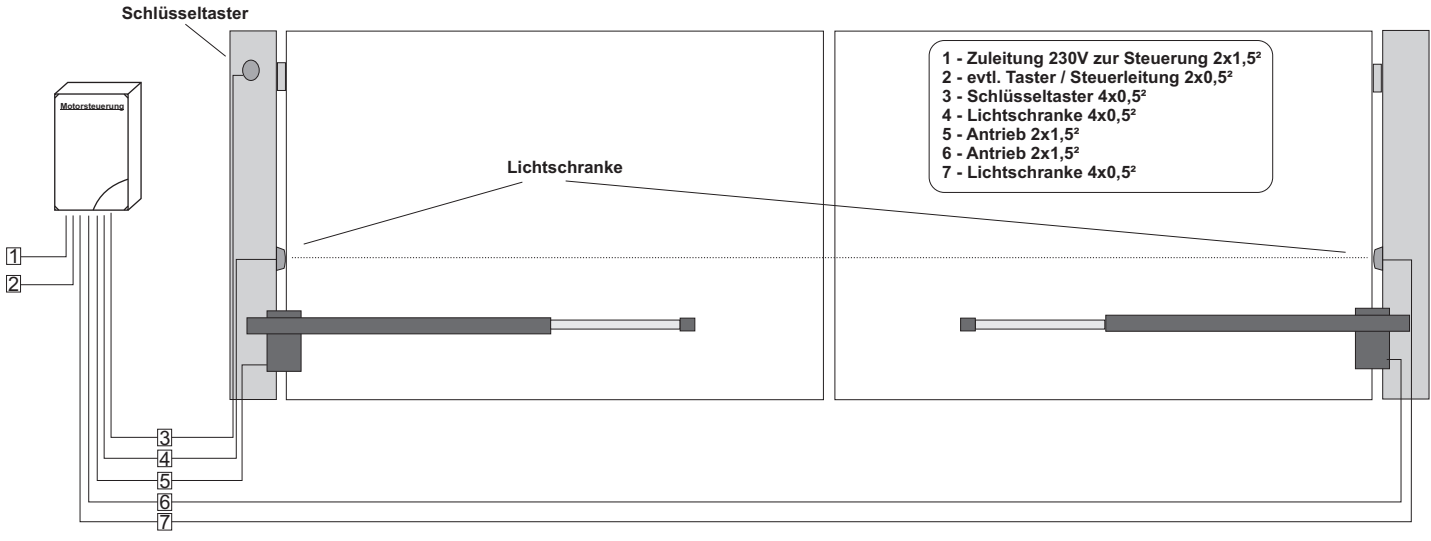 Schlüsseltaster
Motorsteuerung
1 - Zuleitung 230V zur Steuerung 2x1,5²
2 - evtl. Taster / Steuerleitung 2x0,5²
3 - Schlüsseltaster 4x0,5²
4 - Lichtschranke 4x0,5²
5 - Antrieb 2x1,5²
6 - Antrieb 2x1,5²
7 - Lichtschranke 4x0,5²
Lichtschranke
1
2
3
4
5
6
7